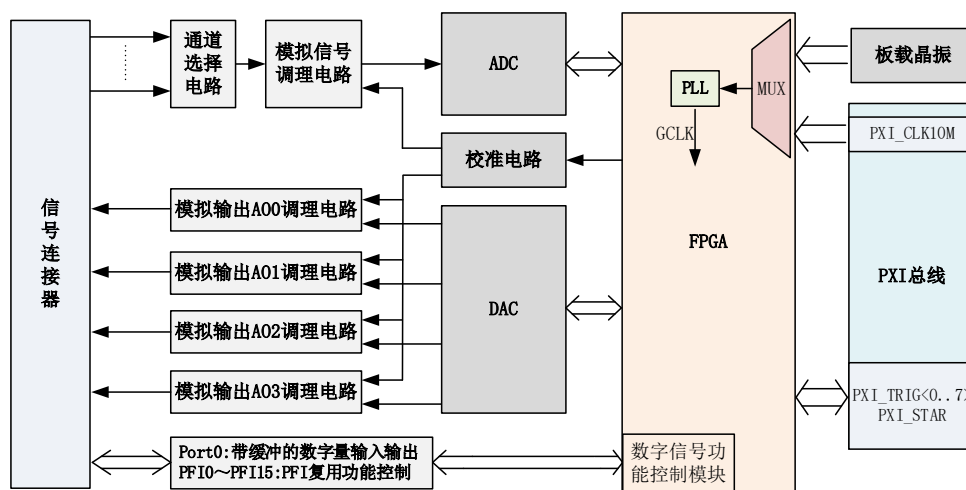 信号连接器
通道
选择
电路
模拟信号
调理电路
ADC
校准电路
模拟输出AO0调理电路
模拟输出AO1调理电路
模拟输出AO2调理电路
模拟输出AO3调理电路
DAC
Port0:带缓冲的数字量输入输出
PFI0～PFI15:PFI复用功能控制
PLL
MUX
GCLK
FPGA
数字信号功
能控制模块
板载晶振
PXI_CLK10M
PXI总线
PXI_TRIG<0..7>
PXI_STAR